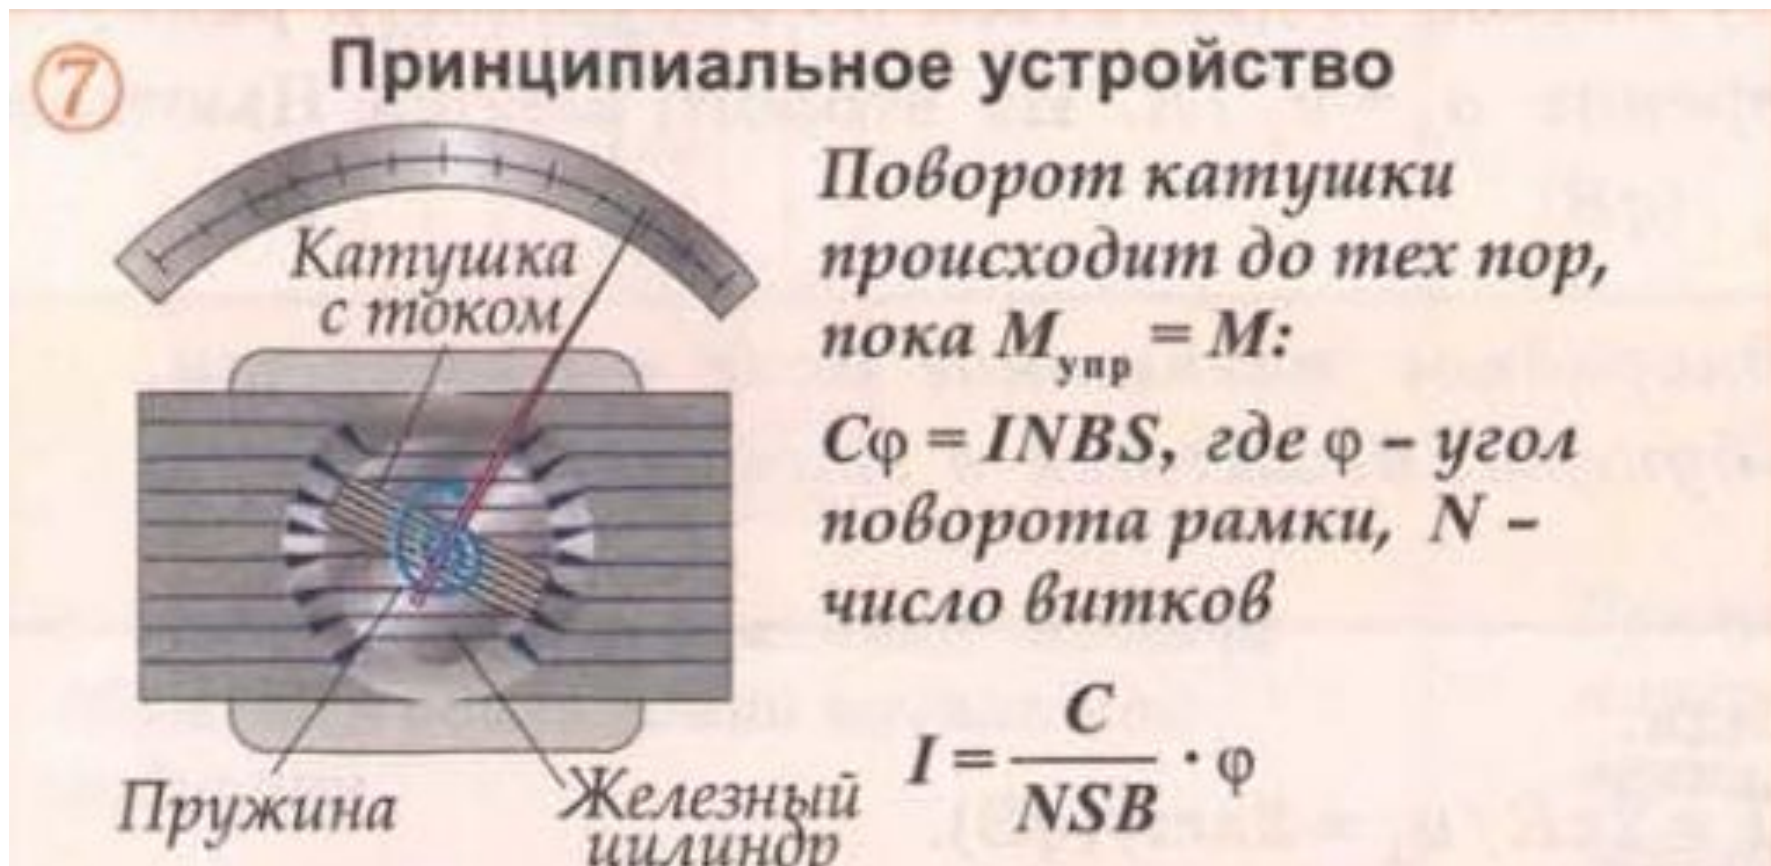 7
Принципиальное устройство
Катушка
с током
Пружина
Железный
цилиндр
Поворот катушки
происходит до тех пор,
пока Mупр = M:
Cφ = INBS, где φ – угол
поворота рамки, N –
число витков
I = C/NSB · φ